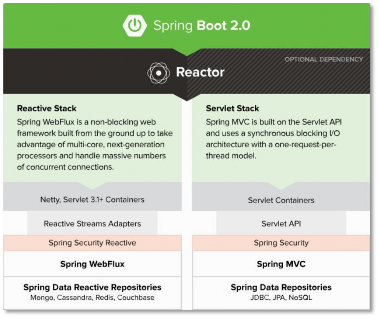 Spring Boot 2.0
OPTIONAL DEPENDENCY
Reactor
Reactive Stack
Spring WebFlux is a non-blocking web
framework built from the ground up to take
advantage of multi-core, next-generation
processors and handle massive numbers
of concurrent connections.
Servlet Stack
Spring MVC is built on the Servlet API
and uses a synchronous blocking I/O
architecture with a one-request-per-
thread model.
Netty, Servlet 3.1+ Containers
Servlet Containers
Reactive Streams Adapters
Servlet API
Spring Security Reactive
Spring Security
Spring WebFlux
Spring MVC
Spring Data Reactive Repositories
Mongo, Cassandra, Redis, Couchbase
Spring Data Repositories
JDBC, JPA, NoSQL